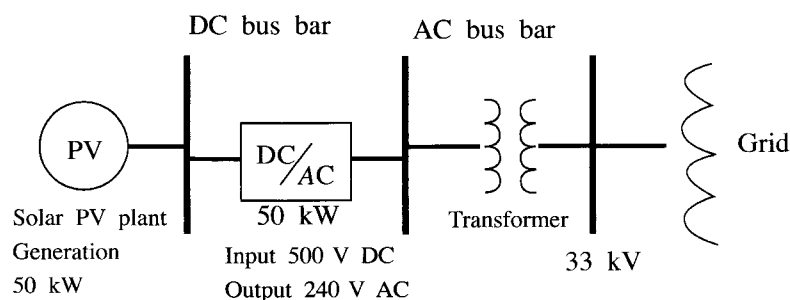 DC bus bar
AC bus bar
PV
DC/AC
50 kW
Solar PV plant
Generation
50 kW
Input 500 V DC
Output 240 V AC
Transformer
33 kV
Grid